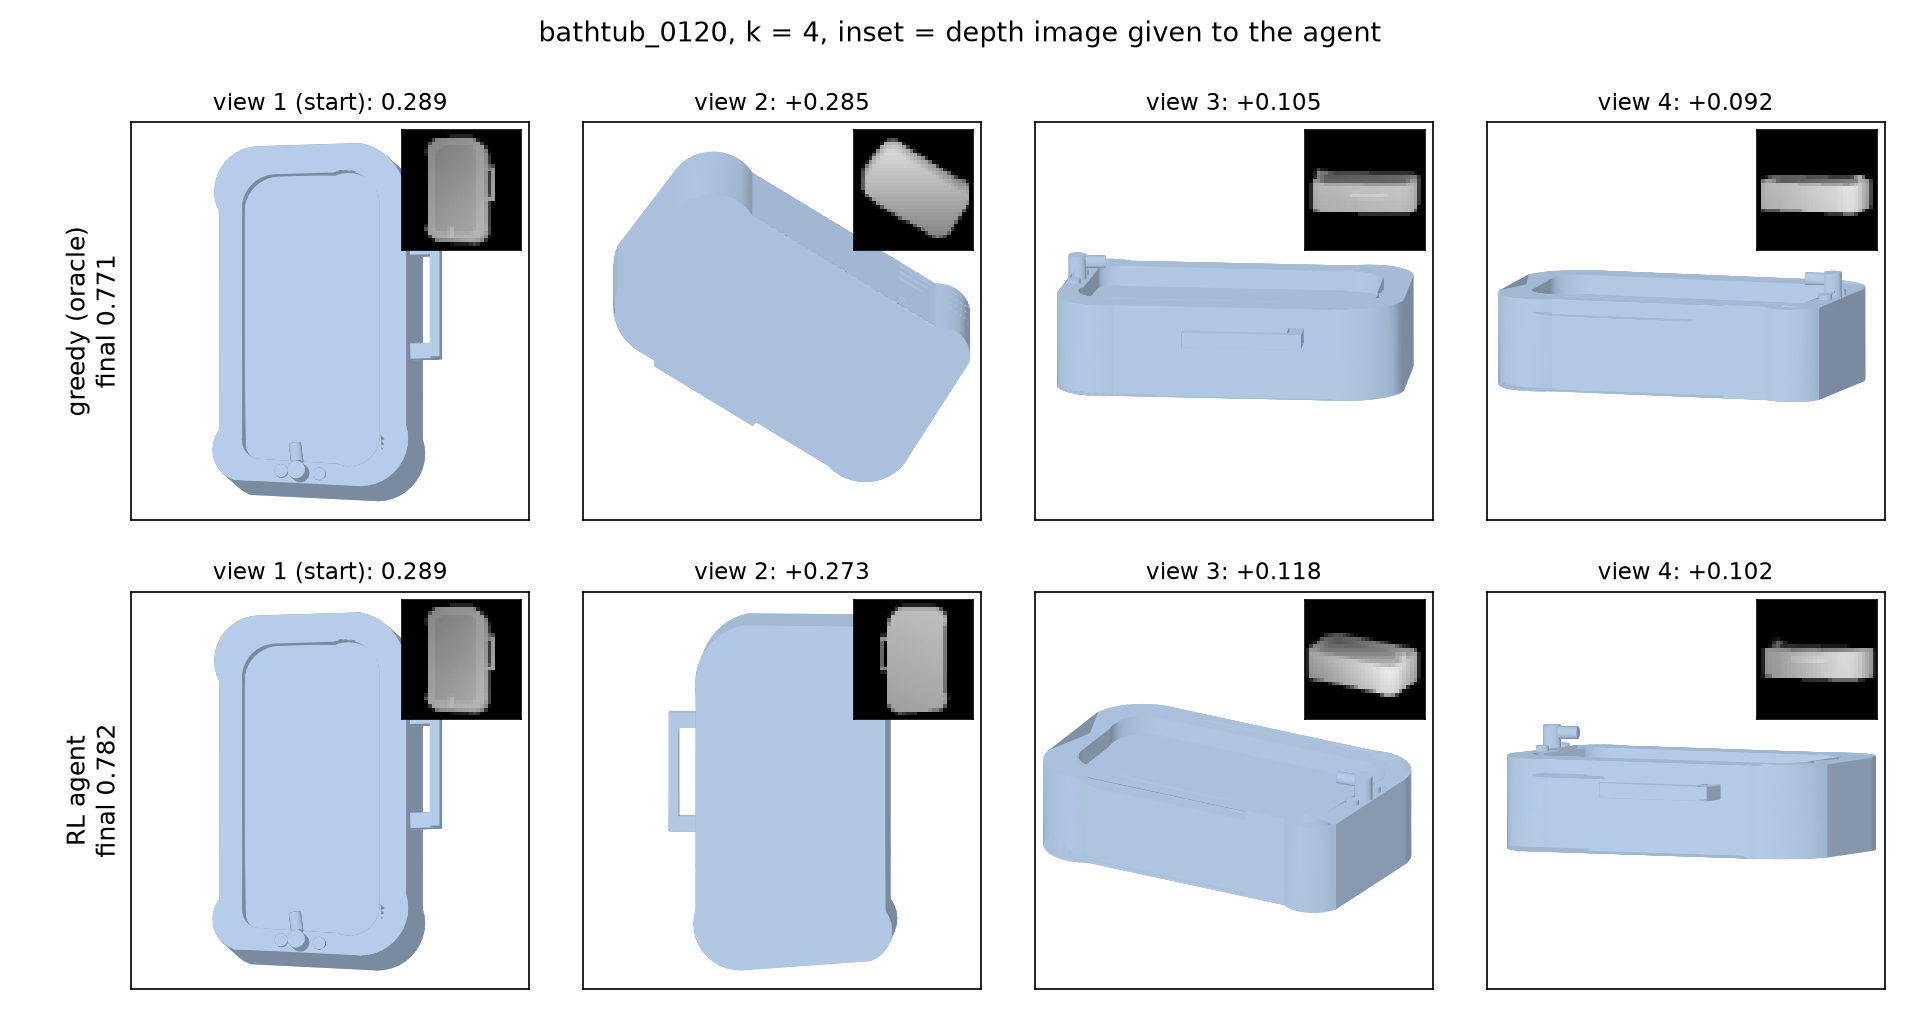 bathtub_0120, k = 4, inset = depth image given to the agent
greedy (oracle)
final 0.771
view 1 (start): 0.289
view 2: +0.285
view 3: +0.105
view 4: +0.092
RL agent
final 0.782
view 1 (start): 0.289
view 2: +0.273
view 3: +0.118
view 4: +0.102